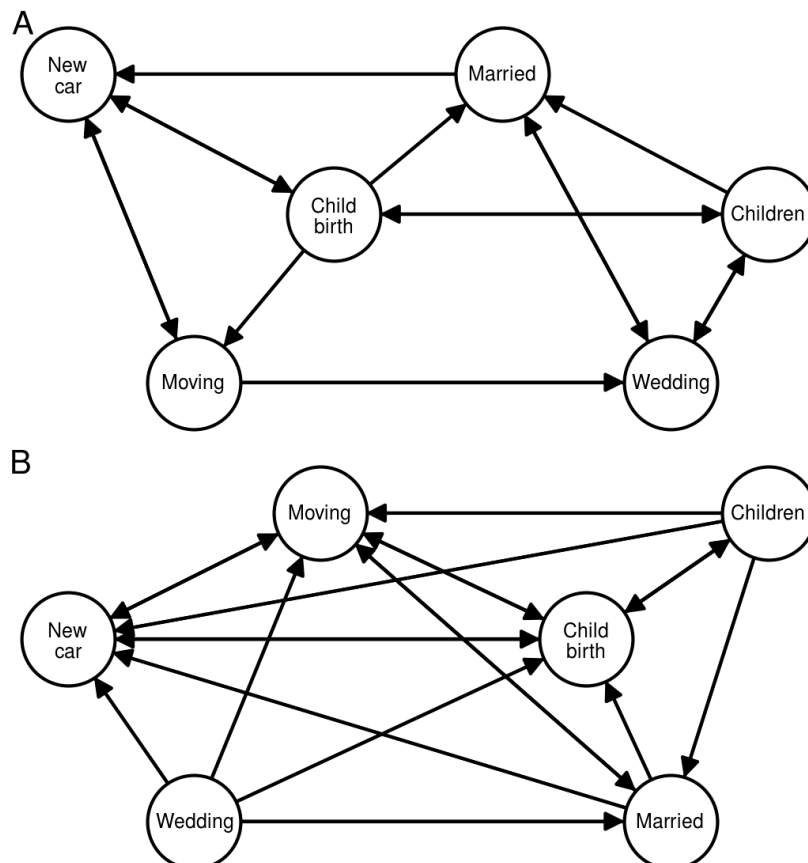 A
New
car
Married
Child
birth
Children
Moving
Wedding
B
Moving
Children
New
car
Child
birth
Wedding
Married